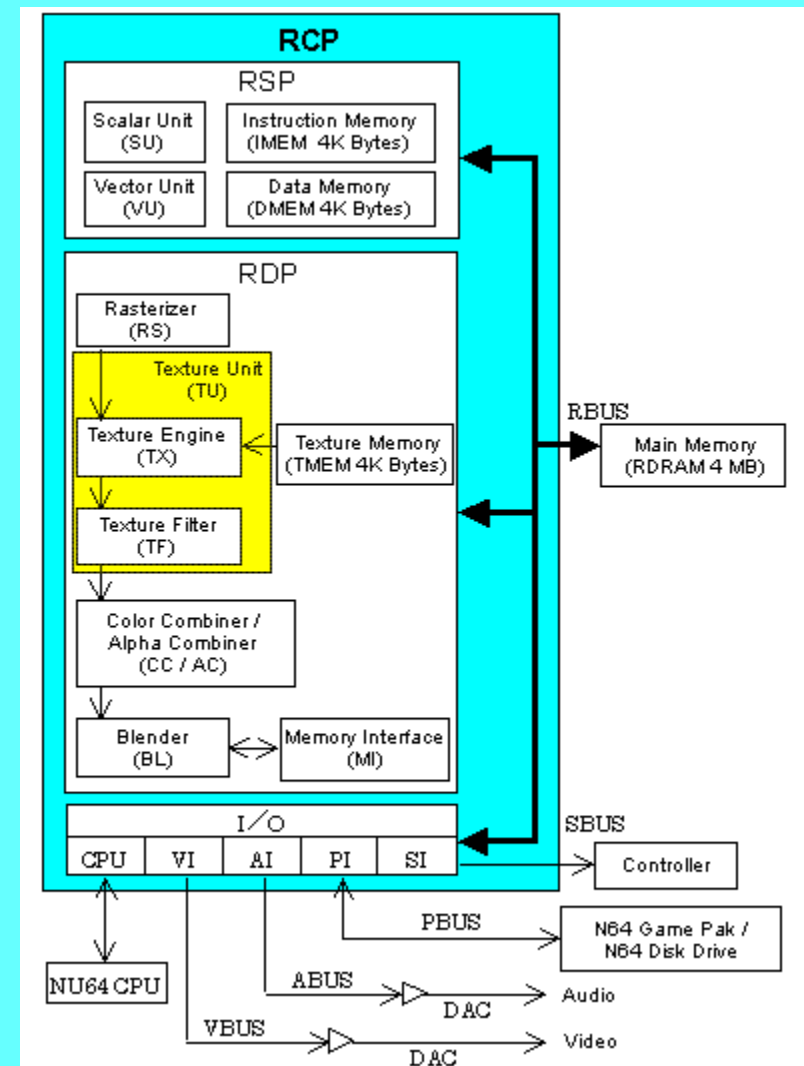 RCP
RSP
Scalar Unit
(SU)
Instruction Memory
(IMEM 4K Bytes)
Vector Unit
(VU)
Data Memory
(DMEM 4K Bytes)
RDP
Rasterizer
(RS)
Texture Unit
(TU)
Texture Engine
(TX)
Texture Memory
(TMEM 4K Bytes)
Texture Filter
(TF)
Color Combiner /
Alpha Combiner
(CC / AC)
Blender
(BL)
Memory Interface
(MI)
RBUS
Main Memory
(RDRAM 4 MB)
I/O
CPU VI AI PI SI
SBUS
Controller
PBUS
N64 Game Pak /
N64 Disk Drive
NU64 CPU
ABUS
DAC
Audio
VBUS
DAC
Video